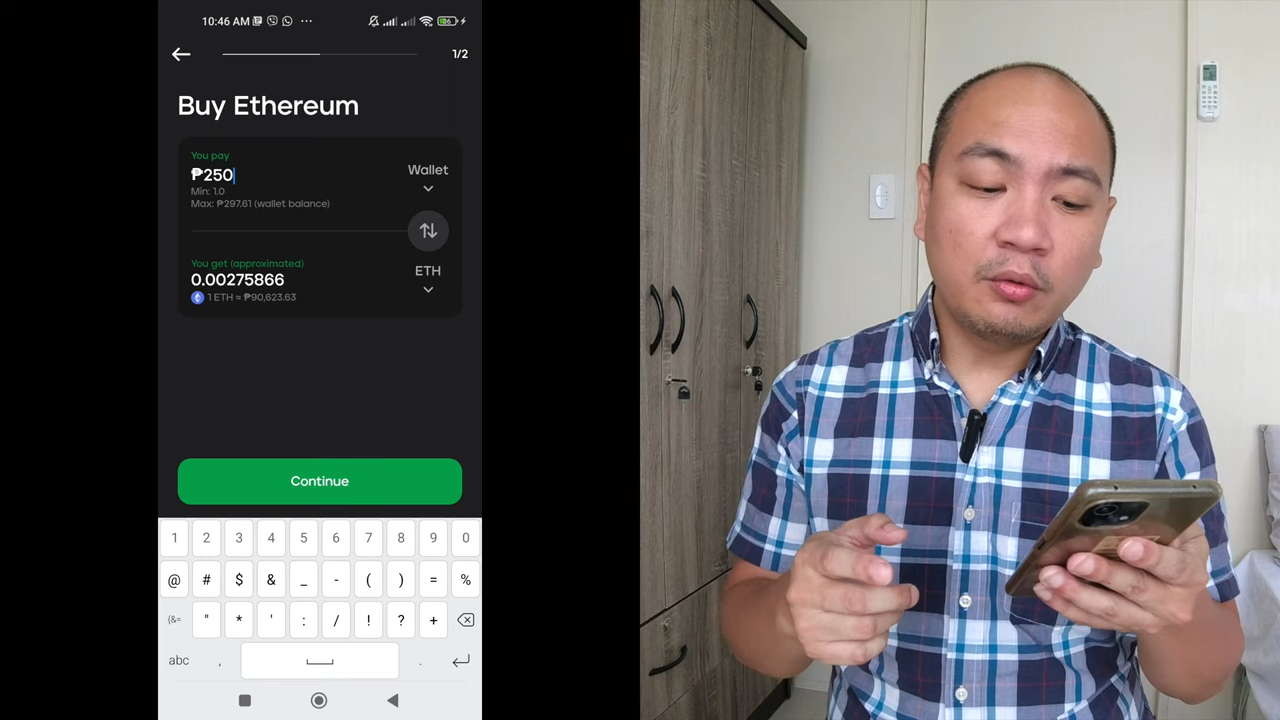 10:46 AM
1/2
Buy Ethereum
You pay
₱250
Wallet
Min: 1.0
Max: ₱297.61 (wallet balance)
You get (approximated)
0.00275866
ETH
1 ETH ≈ ₱90,623.63
Continue
1 2 3 4 5 6 7 8 9 0
@ # $ & _ - ( ) = %
{&= " * ' : / ! ? +
abc , .